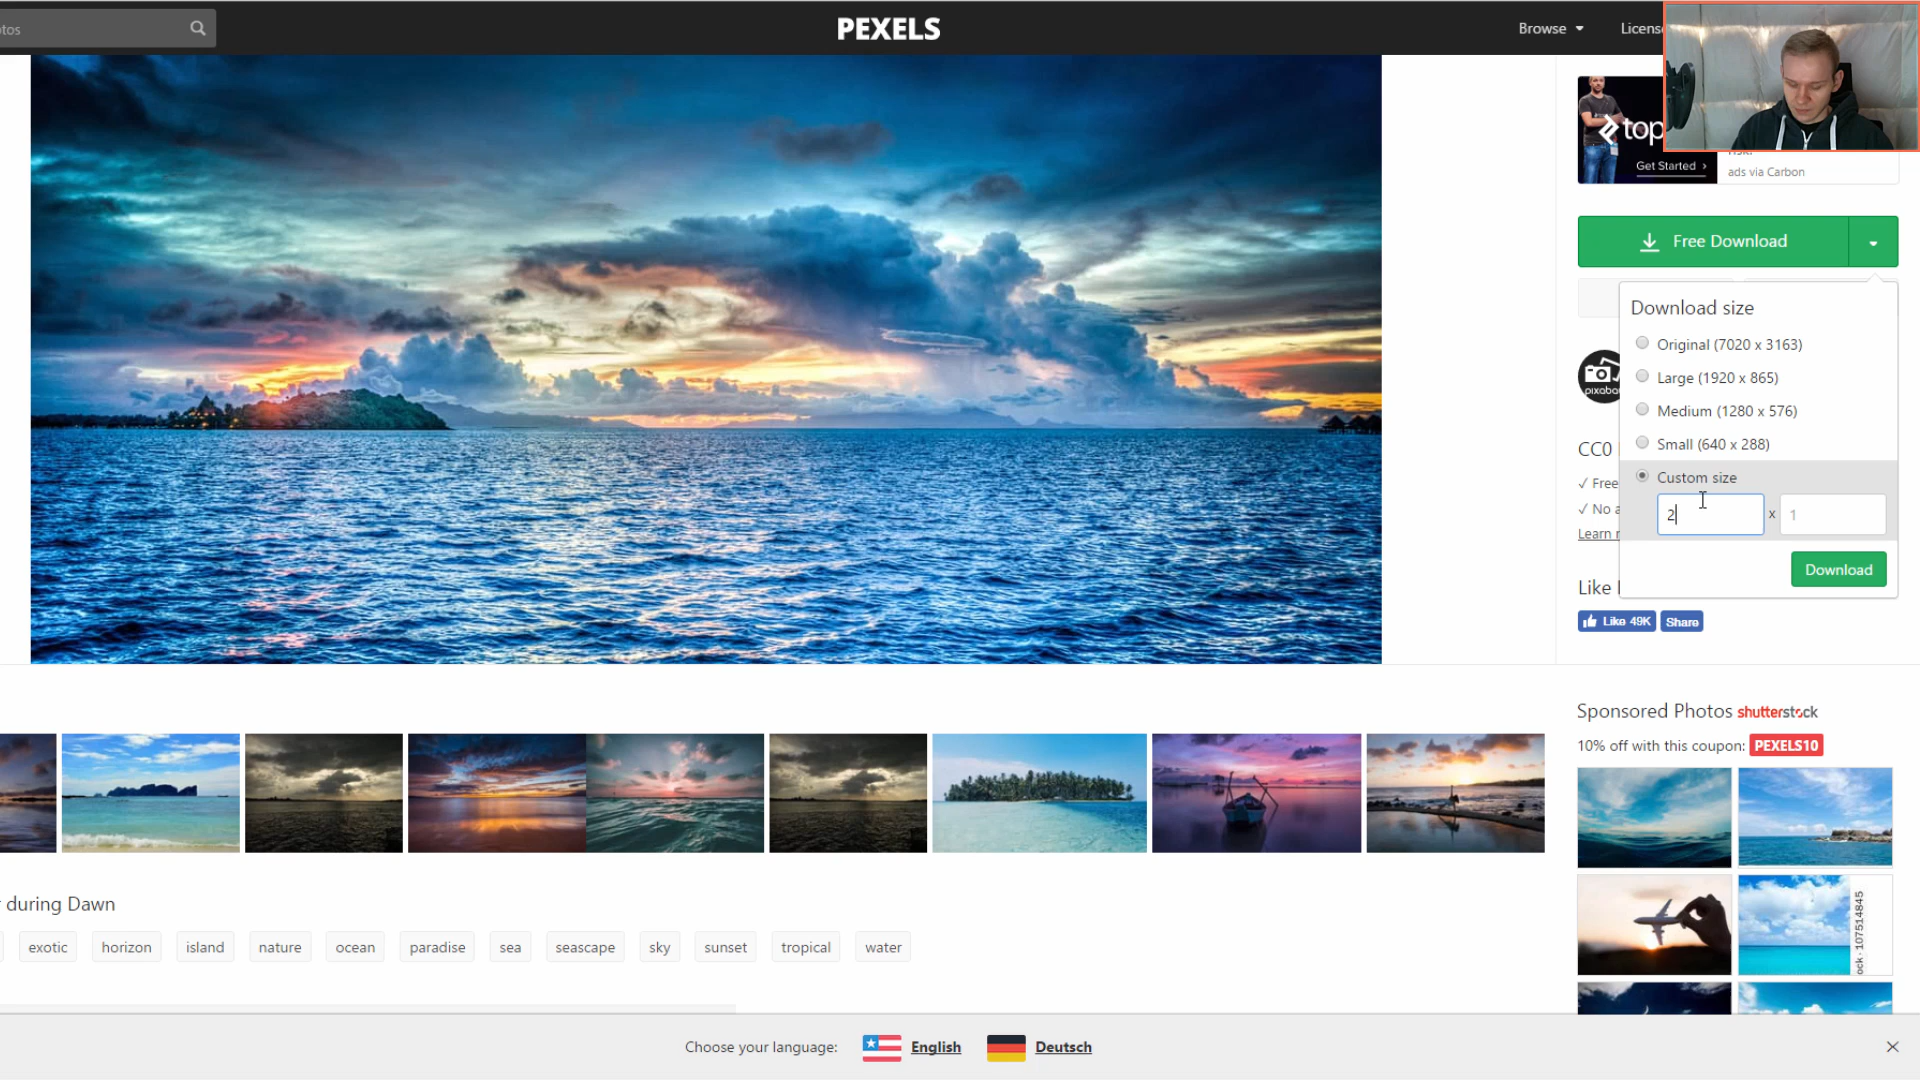 tos
PEXELS
Browse
Licens
top
Get Started ›
ads via Carbon
Free Download
Download size
Original (7020 x 3163)
Large (1920 x 865)
Medium (1280 x 576)
Small (640 x 288)
Custom size
2 x 1
Download
pixaba
CC0
✓ Free
✓ No a
Learn
Like
Like 49K Share
Sponsored Photos shutterstock
10% off with this coupon: PEXELS10
ock · 107514845
during Dawn
exotic horizon island nature ocean paradise sea seascape sky sunset tropical water
Choose your language: English Deutsch